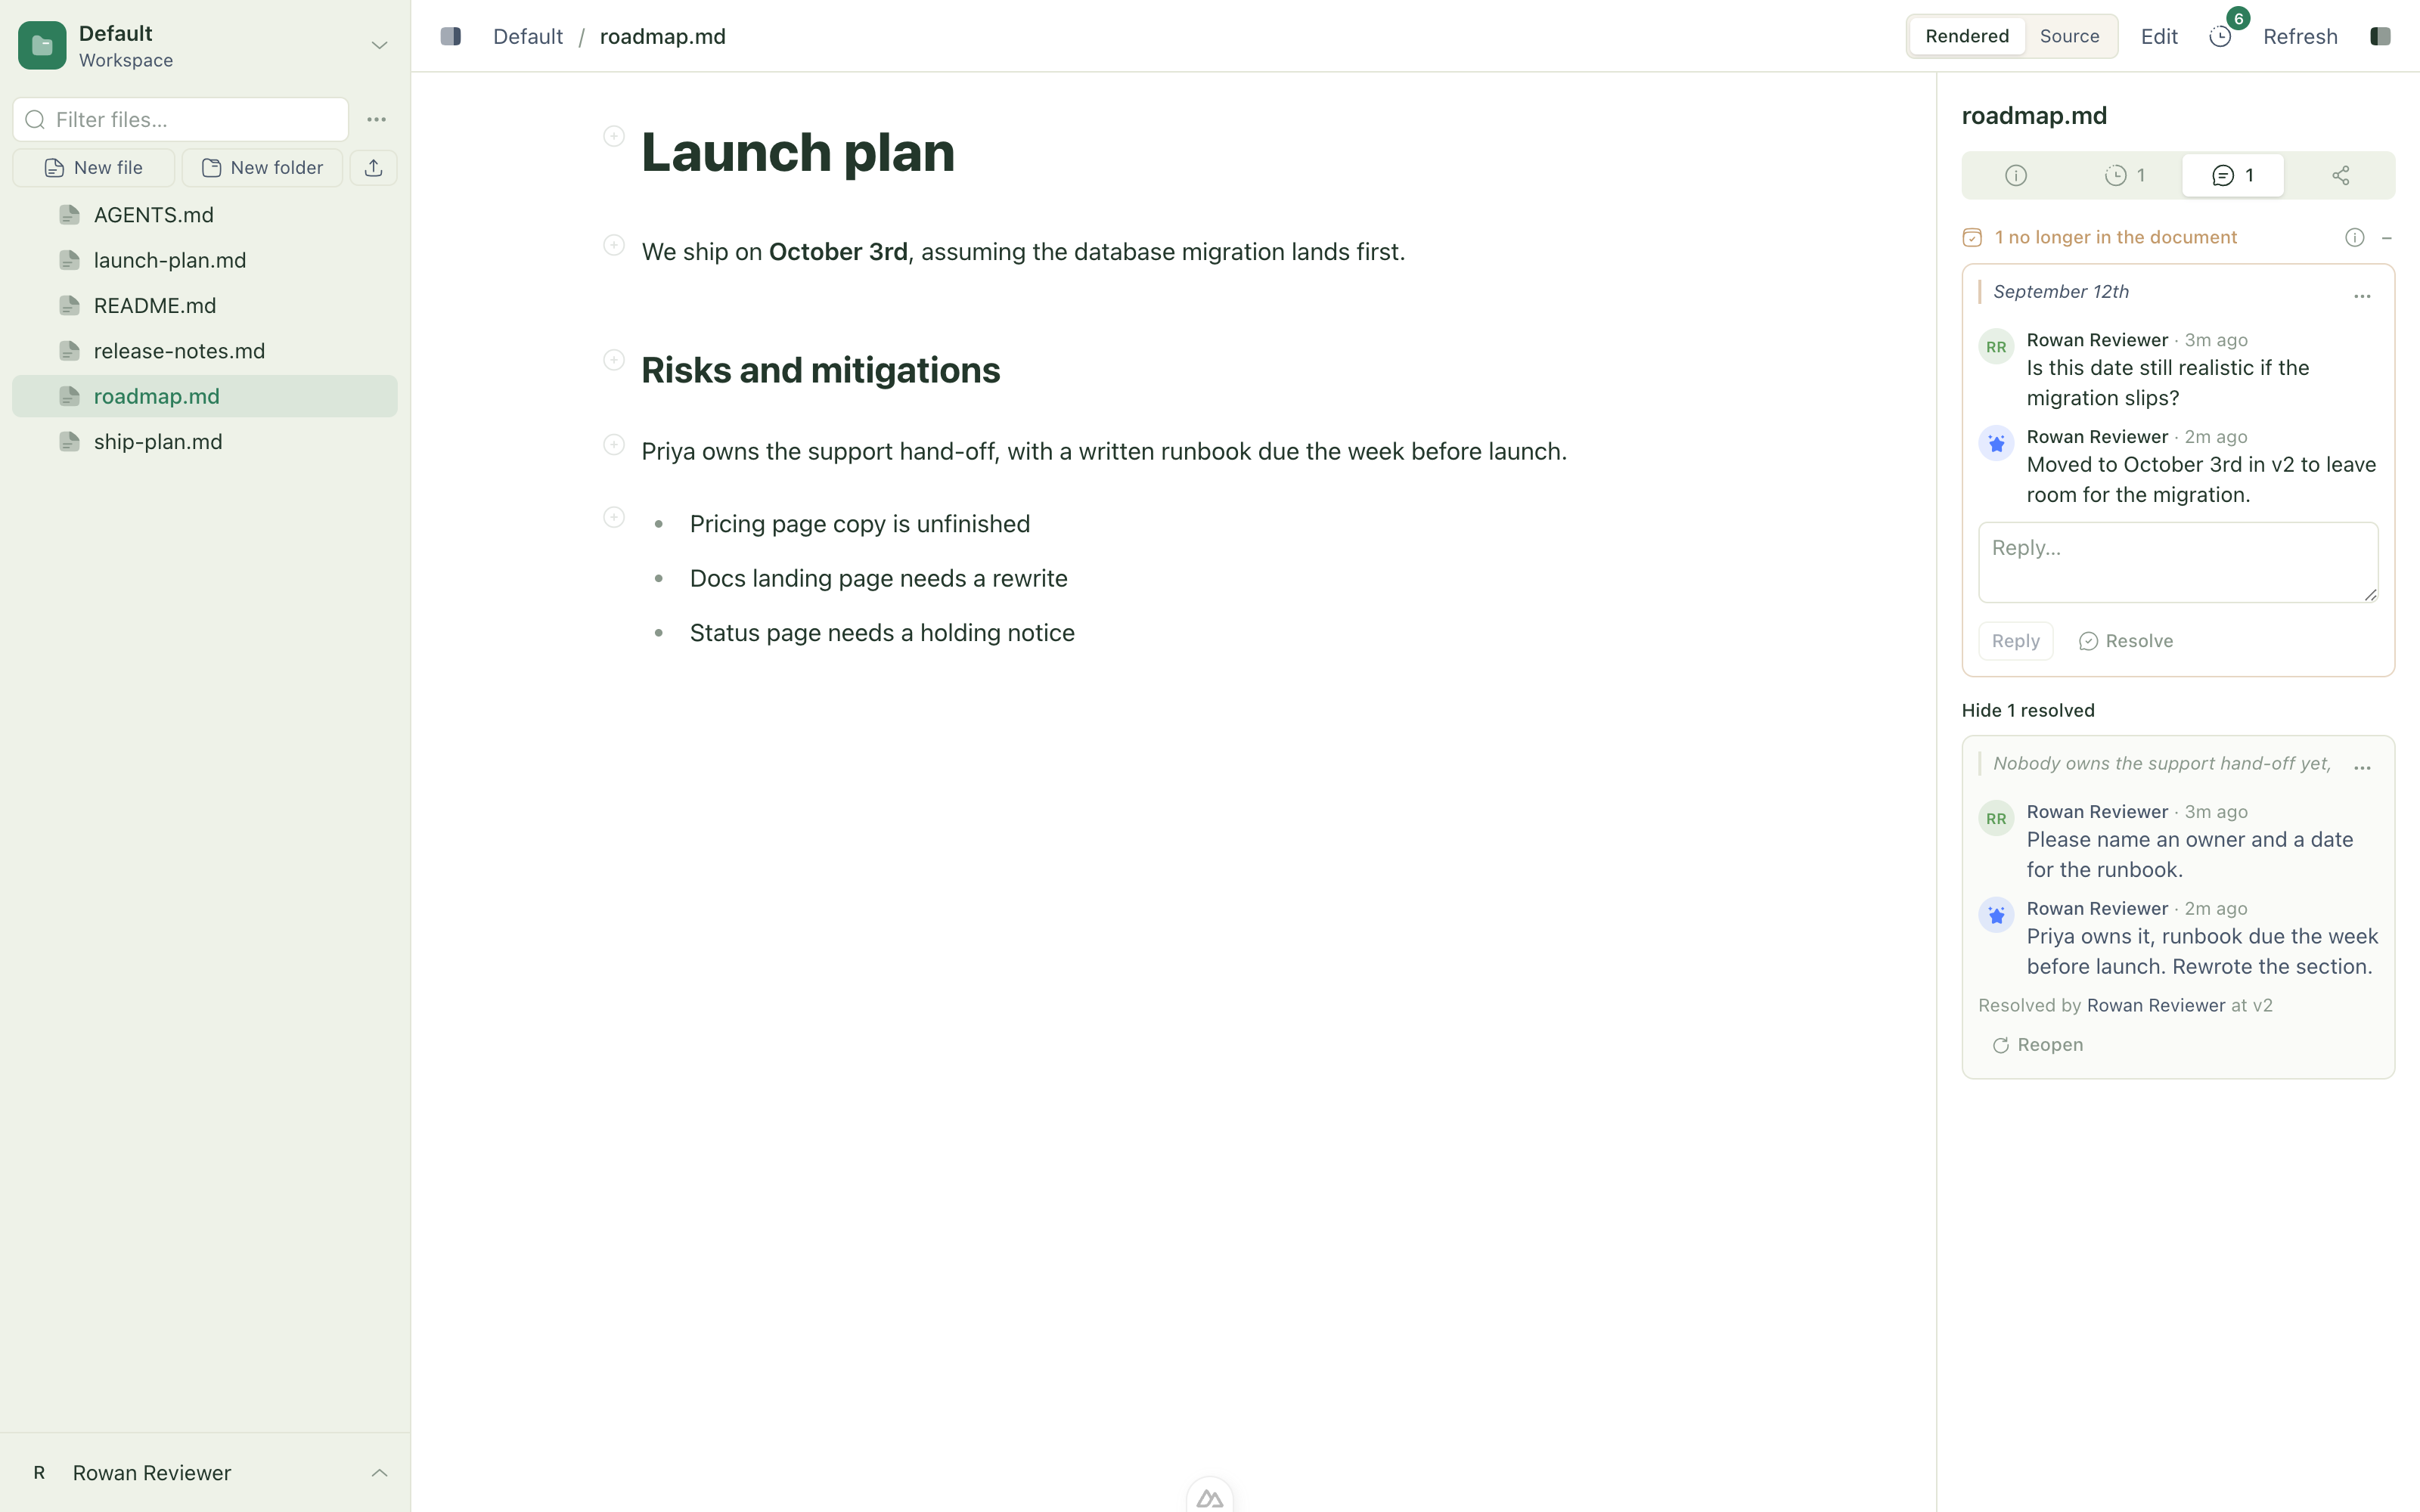 Default
Workspace
Filter files...
New file
New folder
AGENTS.md
launch-plan.md
README.md
release-notes.md
roadmap.md
ship-plan.md
R
Rowan Reviewer
Default / roadmap.md
Rendered
Source
Edit
6
Refresh
Launch plan
We ship on October 3rd, assuming the database migration lands first.
Risks and mitigations
Priya owns the support hand-off, with a written runbook due the week before launch.
• Pricing page copy is unfinished
• Docs landing page needs a rewrite
• Status page needs a holding notice
roadmap.md
1
1
1 no longer in the document
September 12th
RR
Rowan Reviewer · 3m ago
Is this date still realistic if the
migration slips?
Rowan Reviewer · 2m ago
Moved to October 3rd in v2 to leave
room for the migration.
Reply...
Reply
Resolve
Hide 1 resolved
Nobody owns the support hand-off yet,
RR
Rowan Reviewer · 3m ago
Please name an owner and a date
for the runbook.
Rowan Reviewer · 2m ago
Priya owns it, runbook due the week
before launch. Rewrote the section.
Resolved by Rowan Reviewer at v2
Reopen